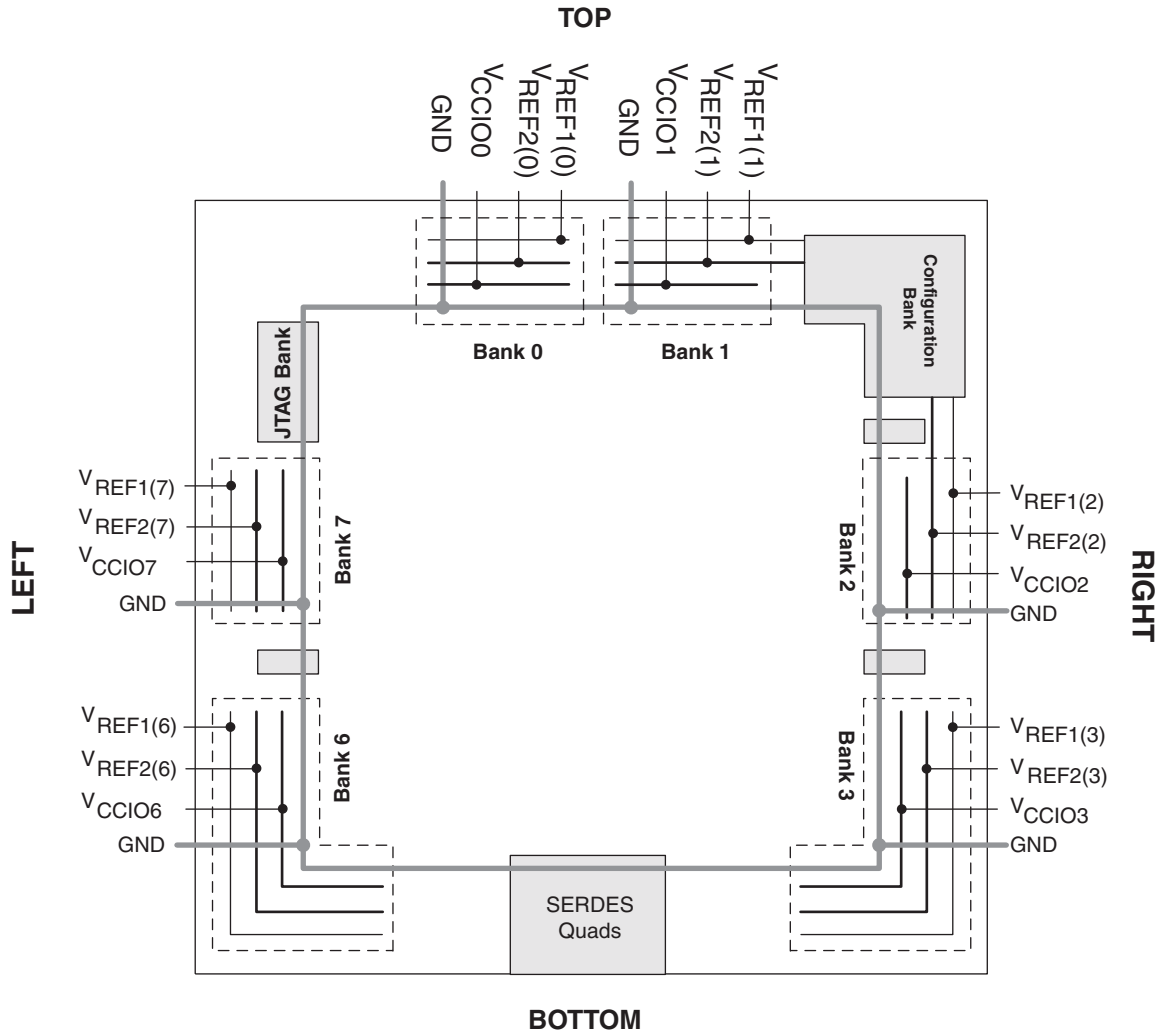 TOP
GND
VCCIO0
VREF2(0)
VREF1(0)
GND
VCCIO1
VREF2(1)
VREF1(1)
Configuration
Bank
Bank 0
Bank 1
JTAG Bank
LEFT
VREF1(7)
VREF2(7)
VCCIO7
GND
Bank 7
Bank 2
VREF1(2)
VREF2(2)
VCCIO2
GND
RIGHT
VREF1(6)
VREF2(6)
VCCIO6
GND
Bank 6
Bank 3
VREF1(3)
VREF2(3)
VCCIO3
GND
SERDES
Quads
BOTTOM